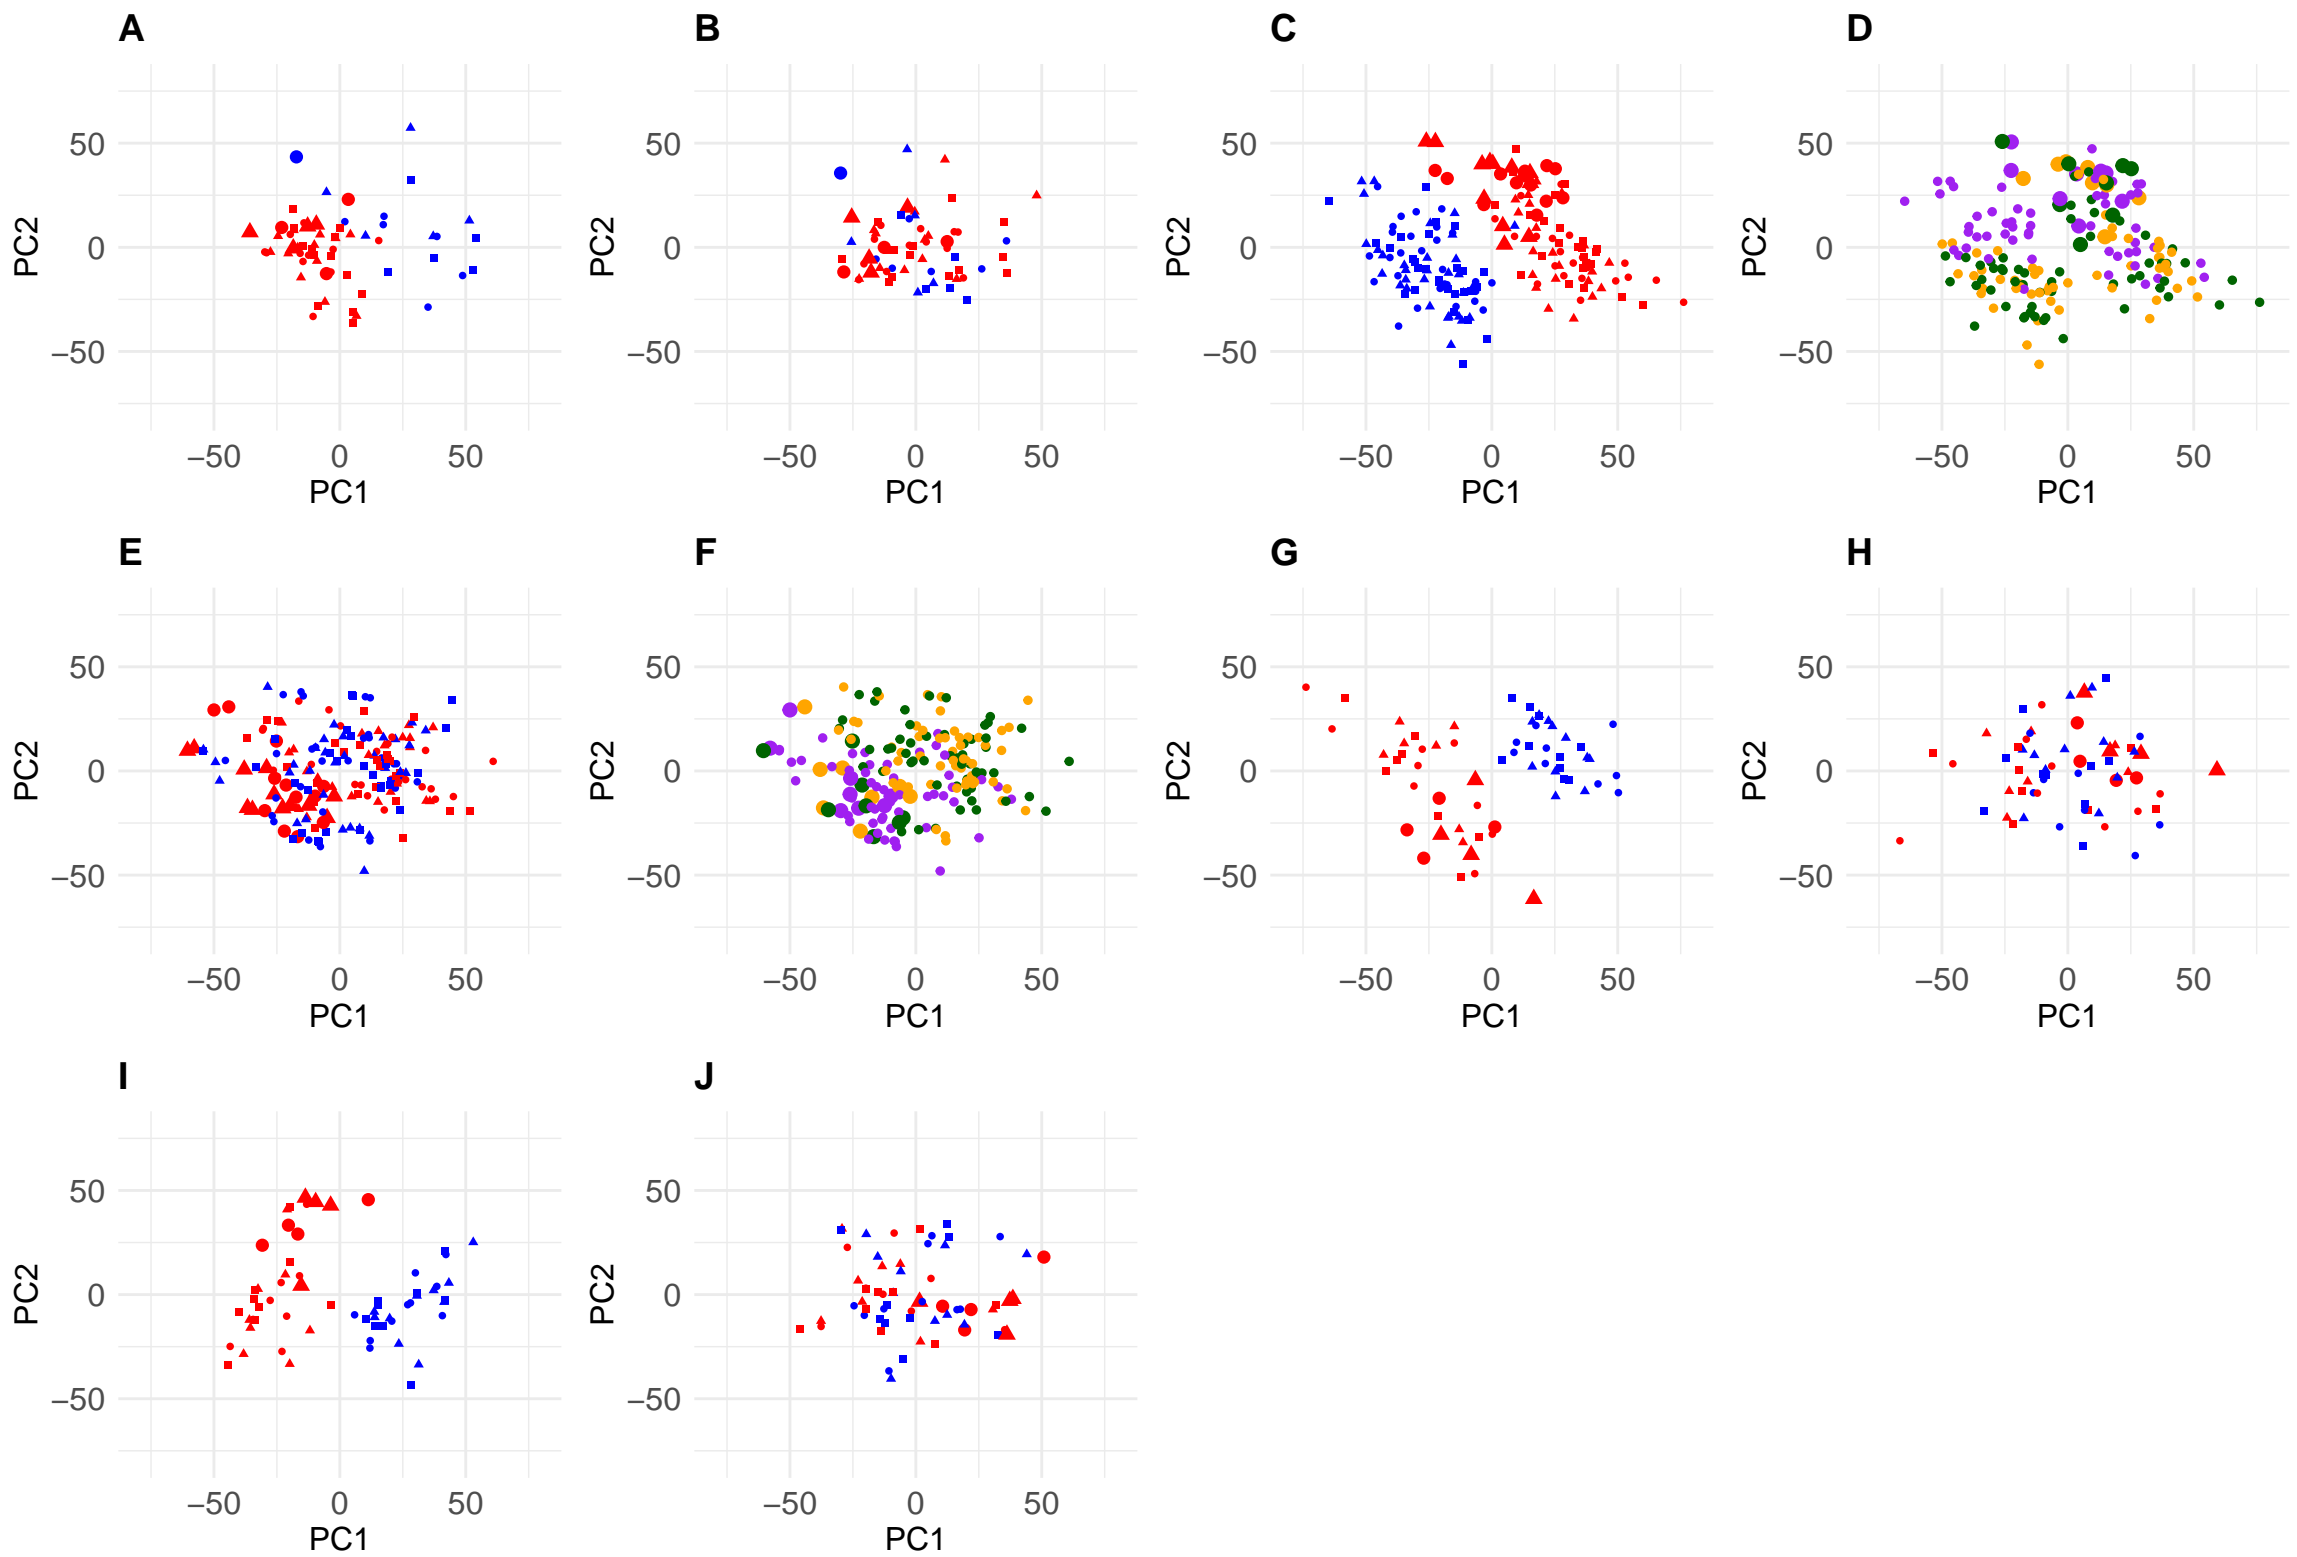 A B C D
50 50 50 50
PC2 PC2 PC2 PC2
0 0 0 0
−50 −50 −50 −50
−50 0 50 −50 0 50 −50 0 50 −50 0 50
PC1 PC1 PC1 PC1
E F G H
50 50 50 50
PC2 PC2 PC2 PC2
0 0 0 0
−50 −50 −50 −50
−50 0 50 −50 0 50 −50 0 50 −50 0 50
PC1 PC1 PC1 PC1
I J
50 50
PC2 PC2
0 0
−50 −50
−50 0 50 −50 0 50
PC1 PC1